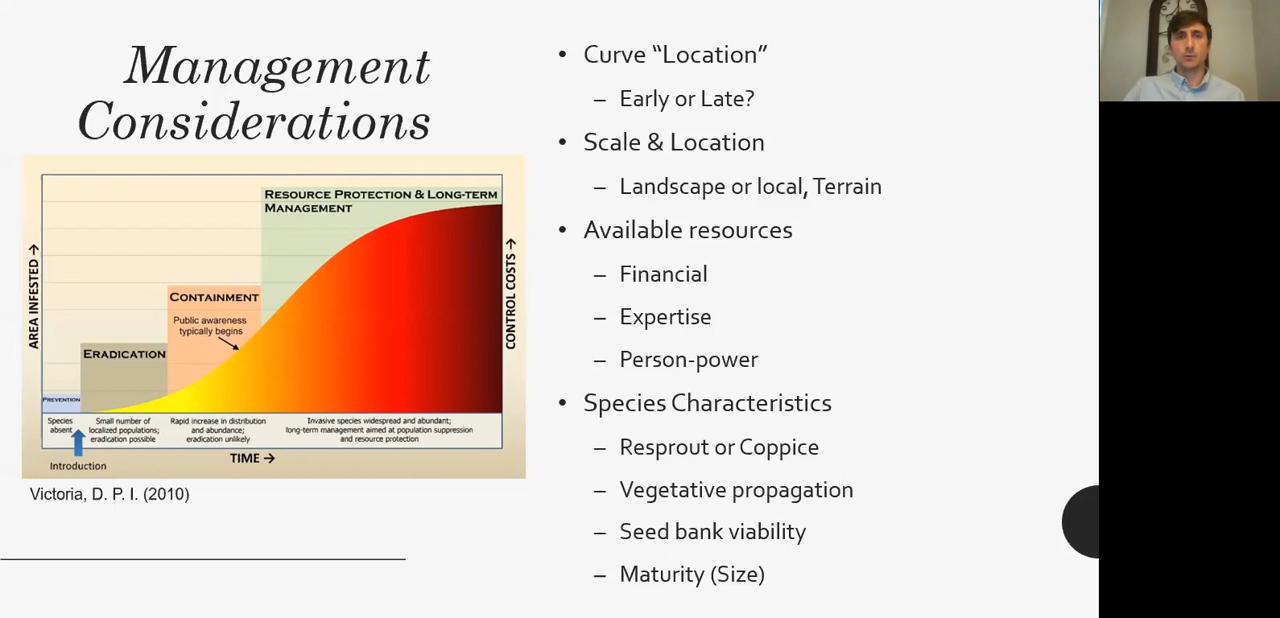 Management
Considerations
RESOURCE PROTECTION & LONG-TERM
MANAGEMENT
CONTAINMENT
Public awareness
typically begins
ERADICATION
PREVENTION
AREA INFESTED →
CONTROL COSTS →
Species
absent
Small number of
localized populations;
eradication possible
Rapid increase in distribution
and abundance;
eradication unlikely
Invasive species widespread and abundant;
long-term management aimed at population suppression
and resource protection
Introduction
TIME →
Victoria, D. P. I. (2010)
• Curve “Location”
– Early or Late?
• Scale & Location
– Landscape or local, Terrain
• Available resources
– Financial
– Expertise
– Person-power
• Species Characteristics
– Resprout or Coppice
– Vegetative propagation
– Seed bank viability
– Maturity (Size)